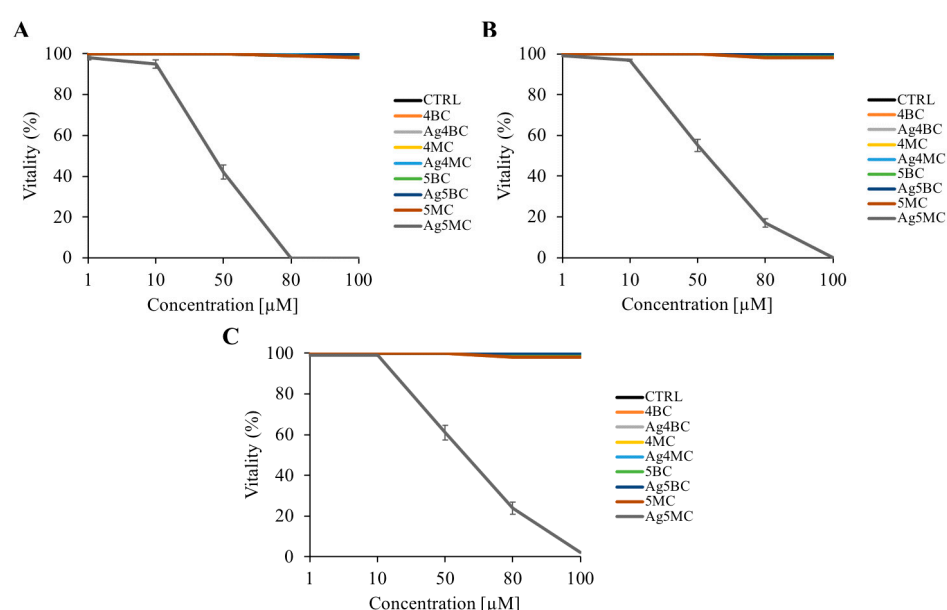 A
Vitality (%)
100
80
60
40
20
0
1 10 50 80 100
Concentration [µM]
CTRL
4BC
Ag4BC
4MC
Ag4MC
5BC
Ag5BC
5MC
Ag5MC
B
Vitality (%)
100
80
60
40
20
0
1 10 50 80 100
Concentration [µM]
CTRL
4BC
Ag4BC
4MC
Ag4MC
5BC
Ag5BC
5MC
Ag5MC
C
Vitality (%)
100
80
60
40
20
0
1 10 50 80 100
Concentration [µM]
CTRL
4BC
Ag4BC
4MC
Ag4MC
5BC
Ag5BC
5MC
Ag5MC